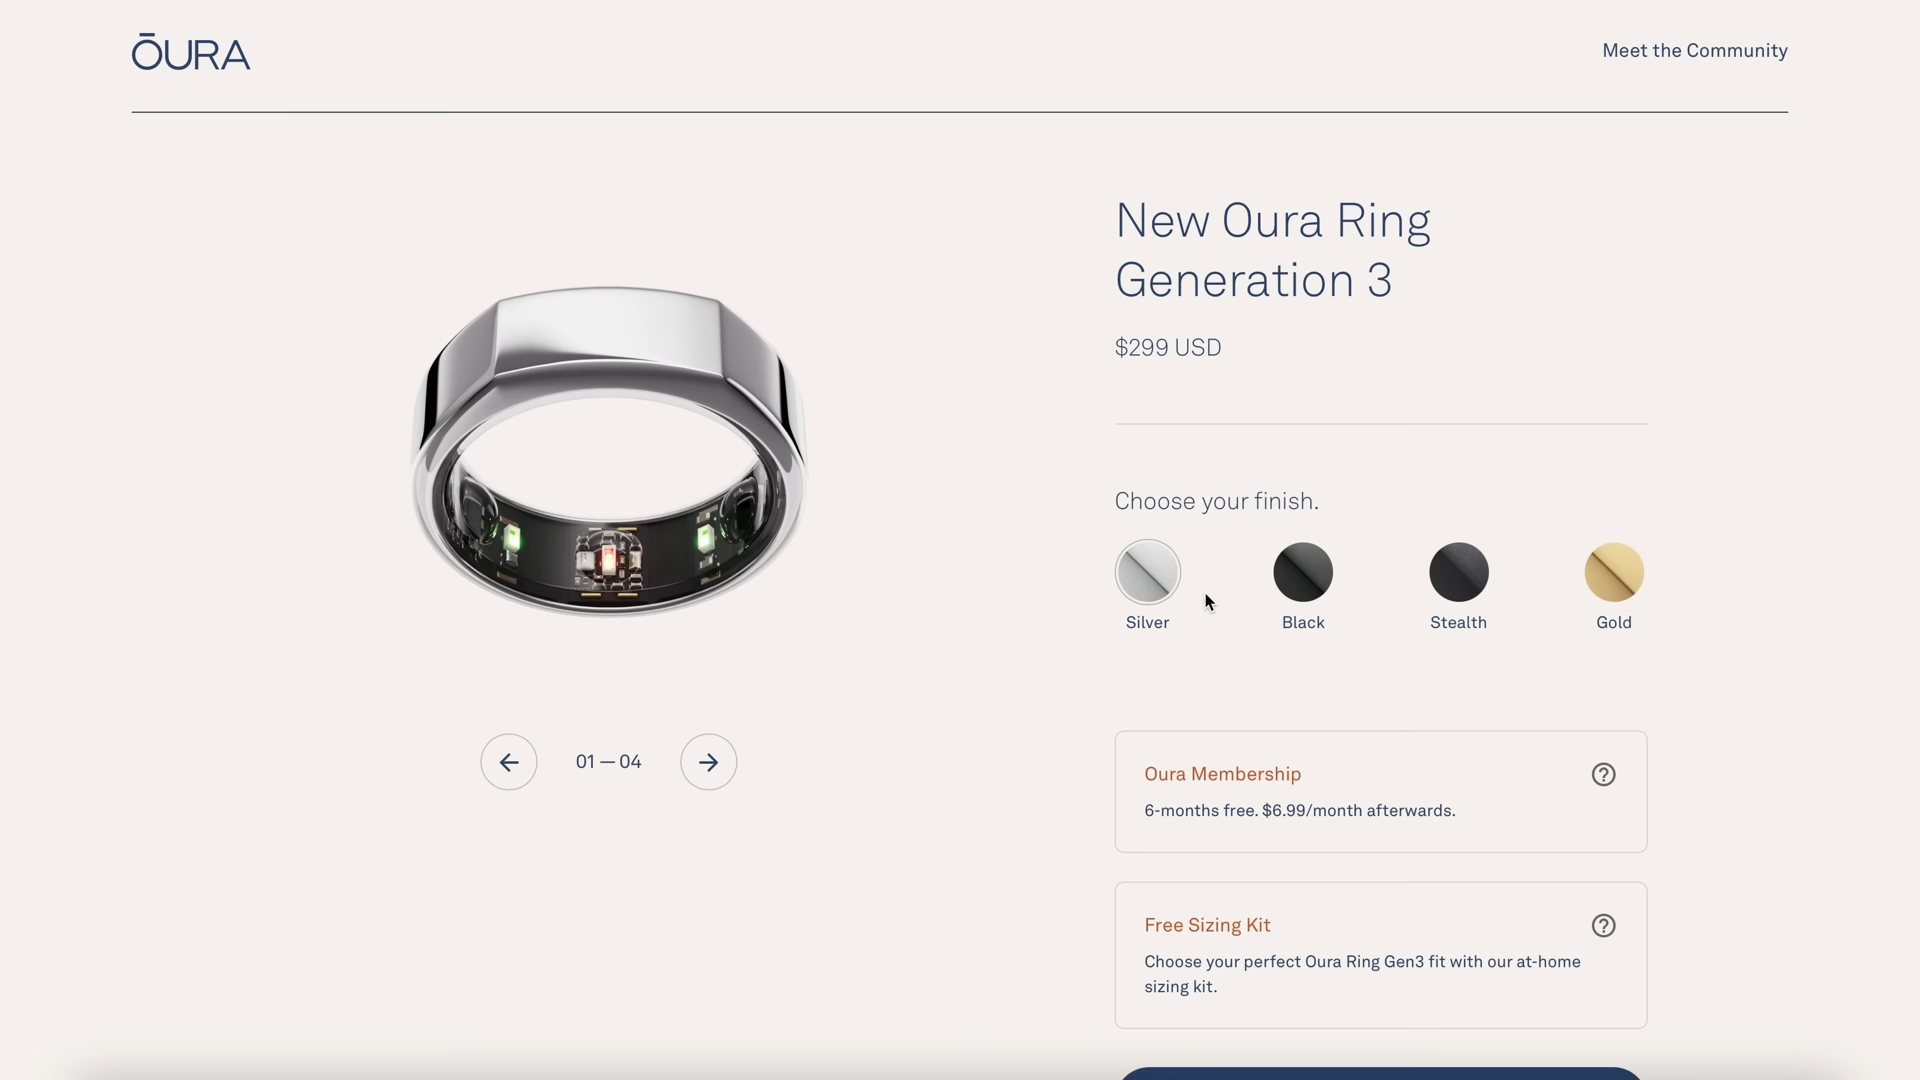 ŌURA
Meet the Community
New Oura Ring
Generation 3
$299 USD
Choose your finish.
Silver
Black
Stealth
Gold
01 — 04
Oura Membership
6-months free. $6.99/month afterwards.
Free Sizing Kit
Choose your perfect Oura Ring Gen3 fit with our at-home
sizing kit.